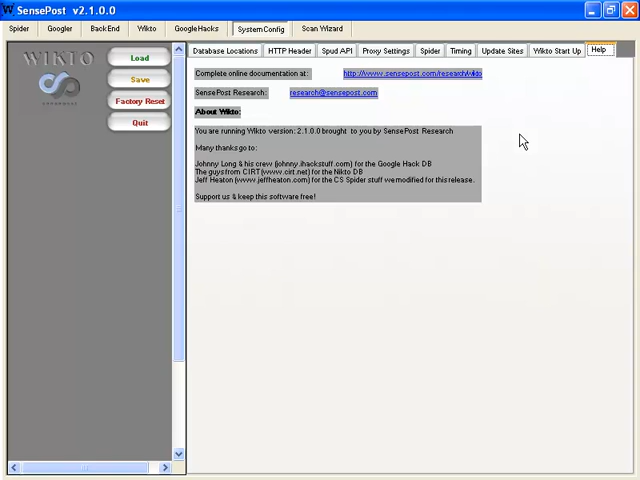 SensePost v2.1.0.0
Spider Googler BackEnd Wikto GoogleHacks SystemConfig Scan Wizard
WIKTO
Load
Save
Factory Reset
Quit
Database Locations HTTP Header Spud API Proxy Settings Spider Timing Update Sites Wikto Start Up Help
Complete online documentation at: http://www.sensepost.com/research/wikto
SensePost Research: research@sensepost.com
About Wikto:
You are running Wikto version: 2.1.0.0 brought to you by SensePost Research
Many thanks go to:
Johnny Long & his crew (johnny.ihackstuff.com) for the Google Hack DB
The guys from CIRT (www.cirt.net) for the Nikto DB
Jeff Heaton (www.jeffheaton.com) for the CS Spider stuff we modified for this release.
Support us & keep this software free!